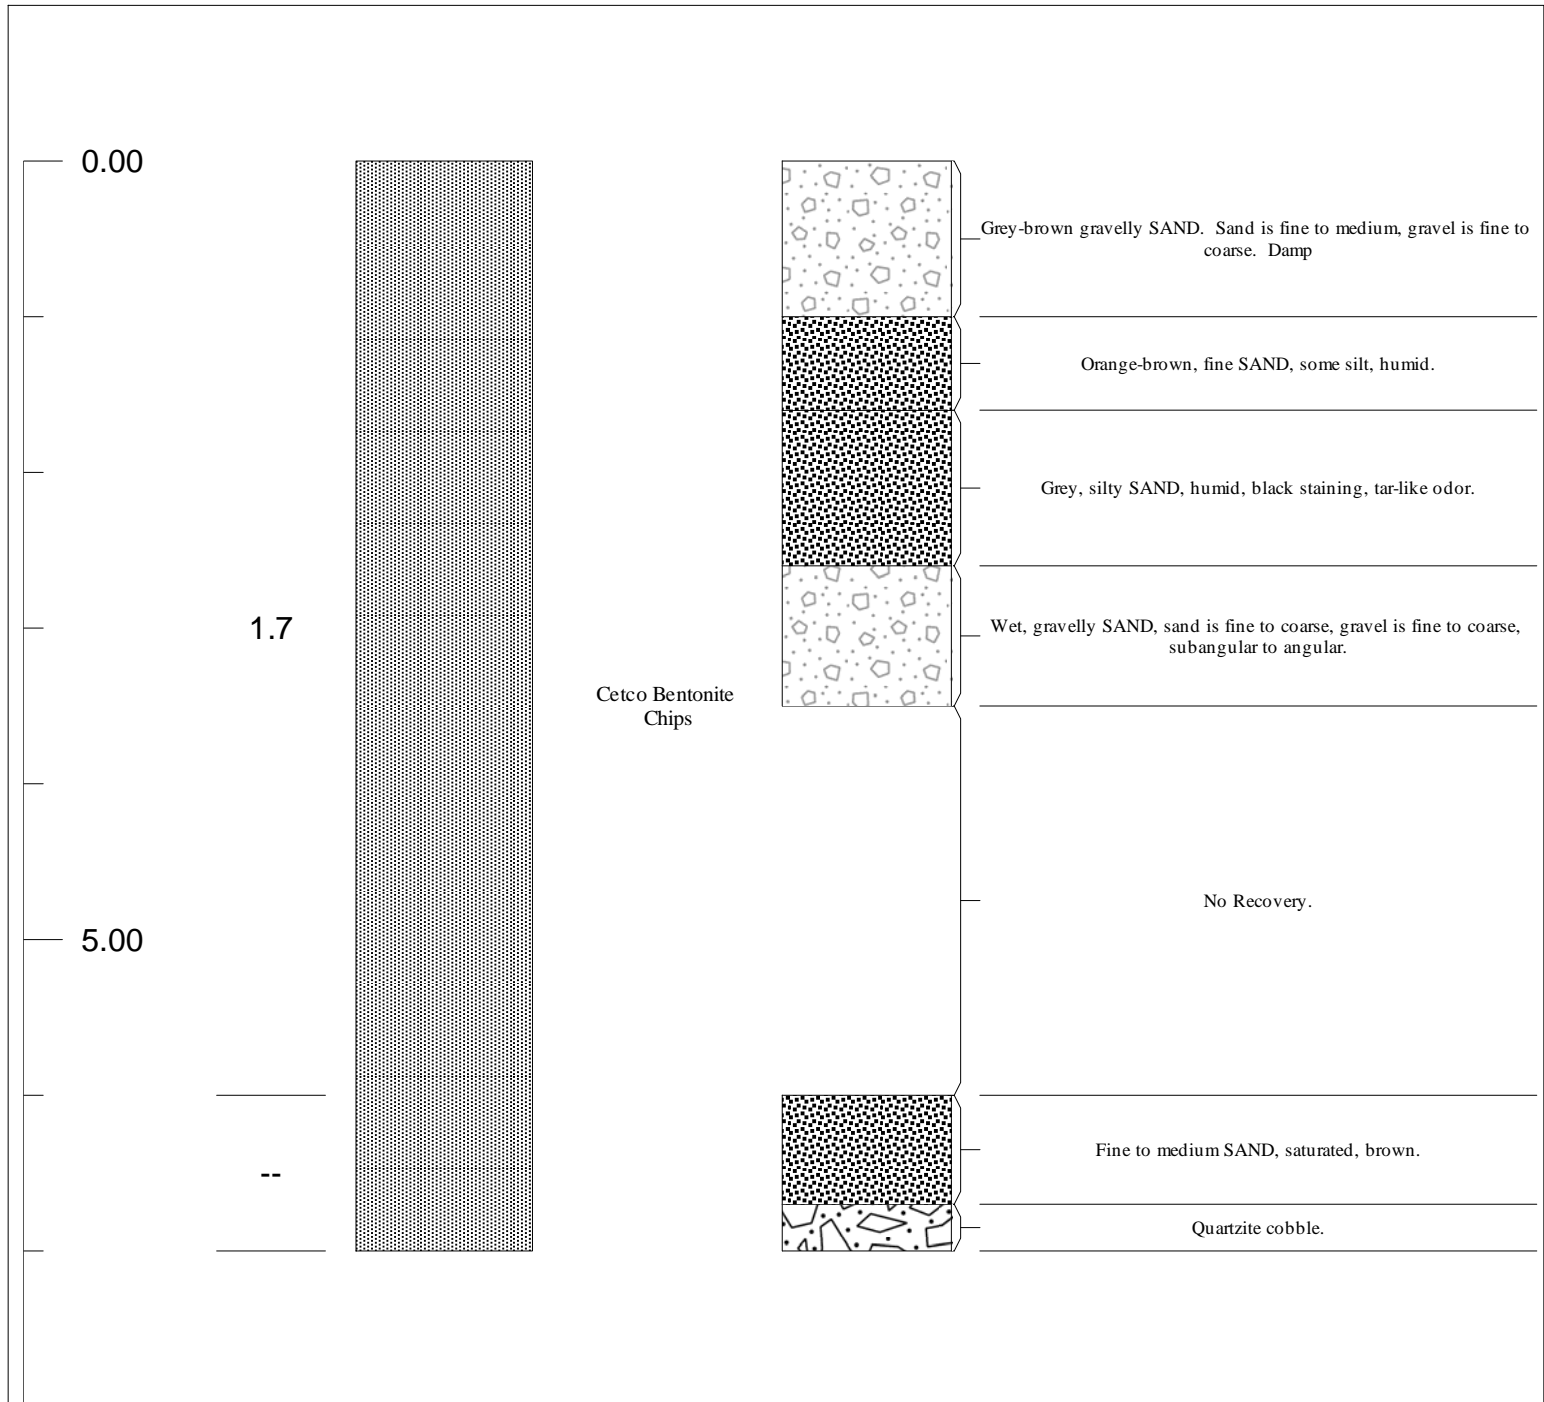 0.00
Grey-brown gravelly SAND.  Sand is fine to medium, gravel is fine to
coarse.  Damp
Orange-brown, fine SAND, some silt, humid.
Grey, silty SAND, humid, black staining, tar-like odor.
1.7
Wet, gravelly SAND, sand is fine to coarse, gravel is fine to coarse,
subangular to angular.
Cetco Bentonite
Chips
No Recovery.
5.00
Fine to medium SAND, saturated, brown.
--
Quartzite cobble.